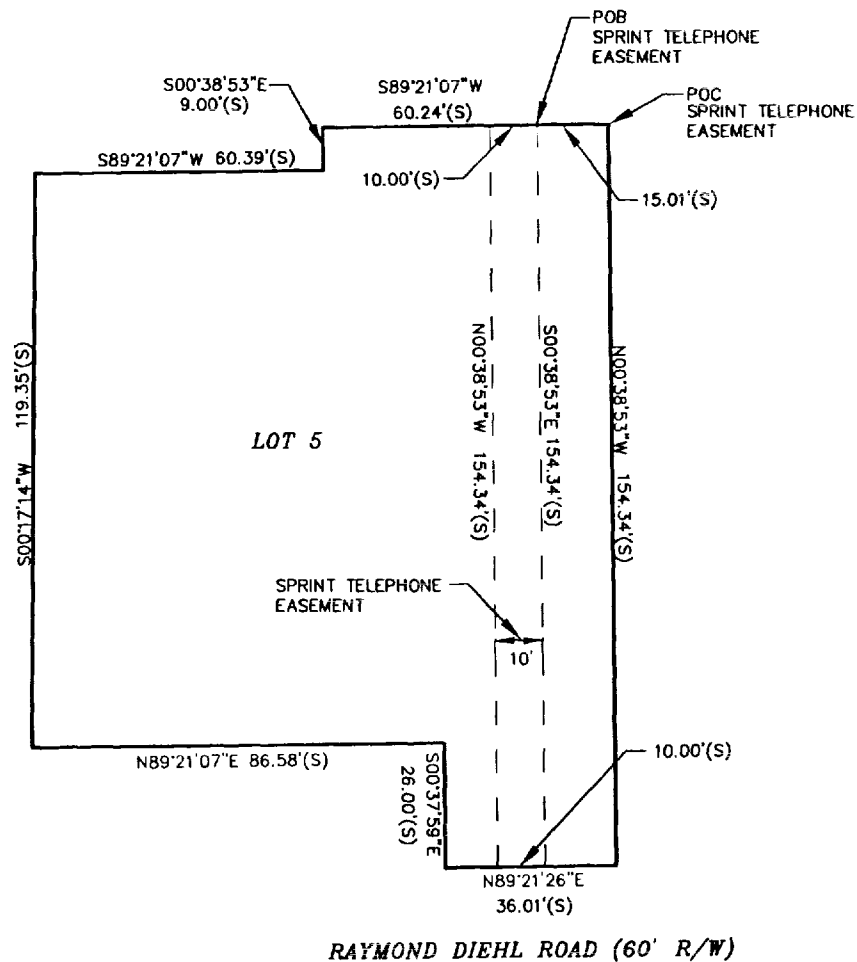 POB
SPRINT TELEPHONE
EASEMENT
S00°38'53"E
9.00'(S)
S89°21'07"W
60.24'(S)
POC
SPRINT TELEPHONE
EASEMENT
S89°21'07"W 60.39'(S)
10.00'(S)
15.01'(S)
S00°17'14"W 119.35'(S)
LOT 5
N00°38'53"W 154.34'(S)
S00°38'53"E 154.34'(S)
N00°38'53"W 154.34'(S)
SPRINT TELEPHONE
EASEMENT
10'
N89°21'07"E 86.58'(S)
S00°37'59"E
26.00'(S)
10.00'(S)
N89°21'26"E
36.01'(S)
RAYMOND DIEHL ROAD (60' R/W)